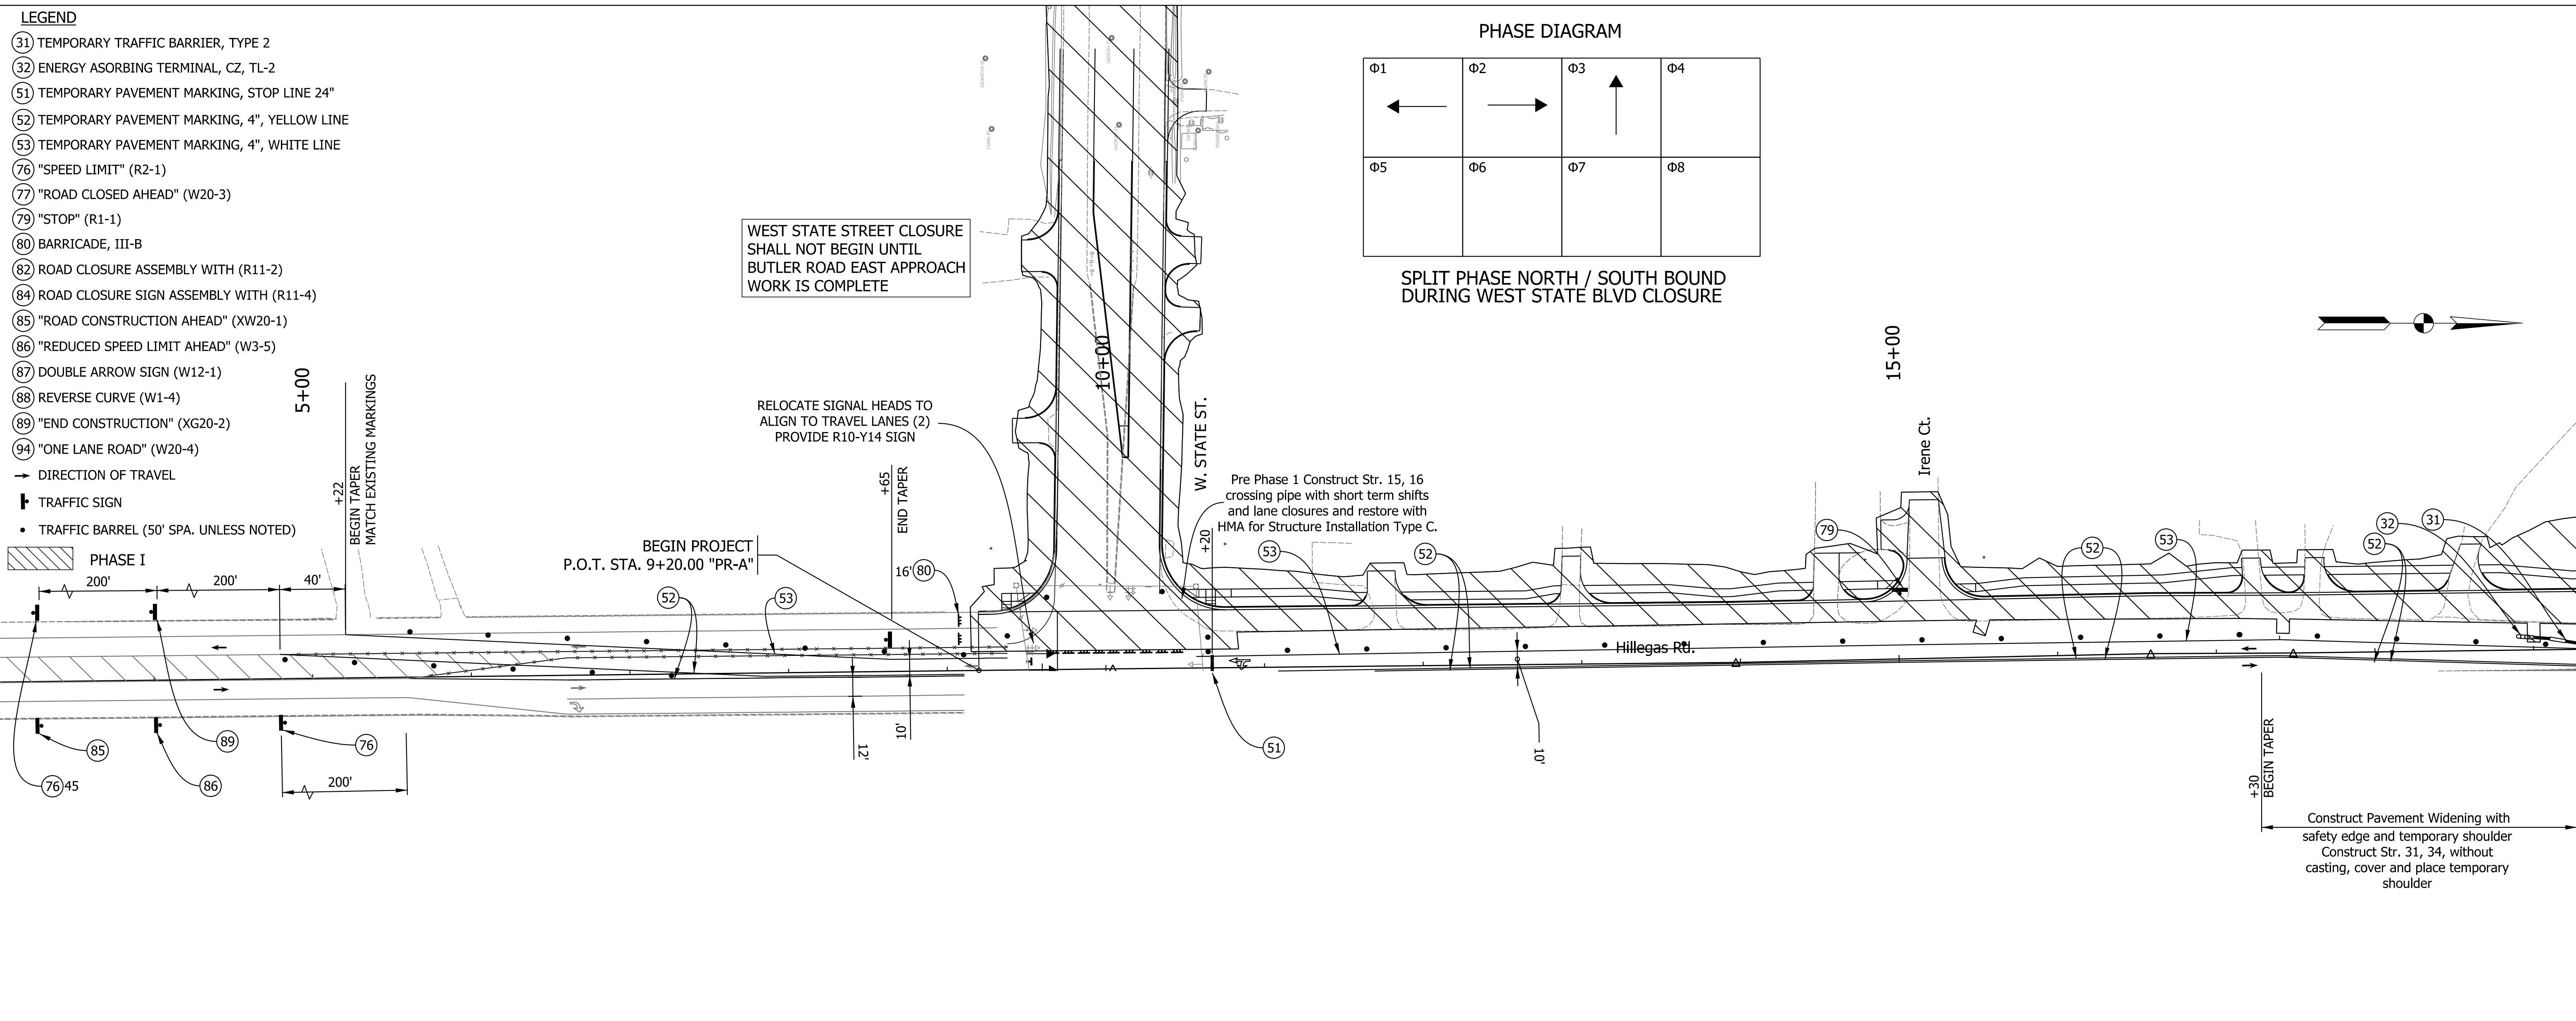 LEGEND
31 TEMPORARY TRAFFIC BARRIER, TYPE 2
32 ENERGY ASORBING TERMINAL, CZ, TL-2
51 TEMPORARY PAVEMENT MARKING, STOP LINE 24"
52 TEMPORARY PAVEMENT MARKING, 4", YELLOW LINE
53 TEMPORARY PAVEMENT MARKING, 4", WHITE LINE
76 "SPEED LIMIT" (R2-1)
77 "ROAD CLOSED AHEAD" (W20-3)
79 "STOP" (R1-1)
80 BARRICADE, III-B
82 ROAD CLOSURE ASSEMBLY WITH (R11-2)
84 ROAD CLOSURE SIGN ASSEMBLY WITH (R11-4)
85 "ROAD CONSTRUCTION AHEAD" (XW20-1)
86 "REDUCED SPEED LIMIT AHEAD" (W3-5)
87 DOUBLE ARROW SIGN (W12-1)
88 REVERSE CURVE (W1-4)
89 "END CONSTRUCTION" (XG20-2)
94 "ONE LANE ROAD" (W20-4)
DIRECTION OF TRAVEL
TRAFFIC SIGN
TRAFFIC BARREL (50' SPA. UNLESS NOTED)
PHASE I
200'
200'
40'
5+00
+22
BEGIN TAPER
MATCH EXISTING MARKINGS
85
76 45
86
89
76
200'
WEST STATE STREET CLOSURE
SHALL NOT BEGIN UNTIL
BUTLER ROAD EAST APPROACH
WORK IS COMPLETE
RELOCATE SIGNAL HEADS TO
ALIGN TO TRAVEL LANES (2)
PROVIDE R10-Y14 SIGN
BEGIN PROJECT
P.O.T. STA. 9+20.00 "PR-A"
52
53
+65
END TAPER
16' 80
12'
10'
10+00
W. STATE ST.
+20
Pre Phase 1 Construct Str. 15, 16
crossing pipe with short term shifts
and lane closures and restore with
HMA for Structure Installation Type C.
53
52
51
10'
PHASE DIAGRAM
Φ1
Φ2
Φ3
Φ4
Φ5
Φ6
Φ7
Φ8
SPLIT PHASE NORTH / SOUTH BOUND
DURING WEST STATE BLVD CLOSURE
15+00
Irene Ct.
79
Hillegas Rd.
52
53
32
31
52
+30
BEGIN TAPER
Construct Pavement Widening with
safety edge and temporary shoulder
Construct Str. 31, 34, without
casting, cover and place temporary
shoulder